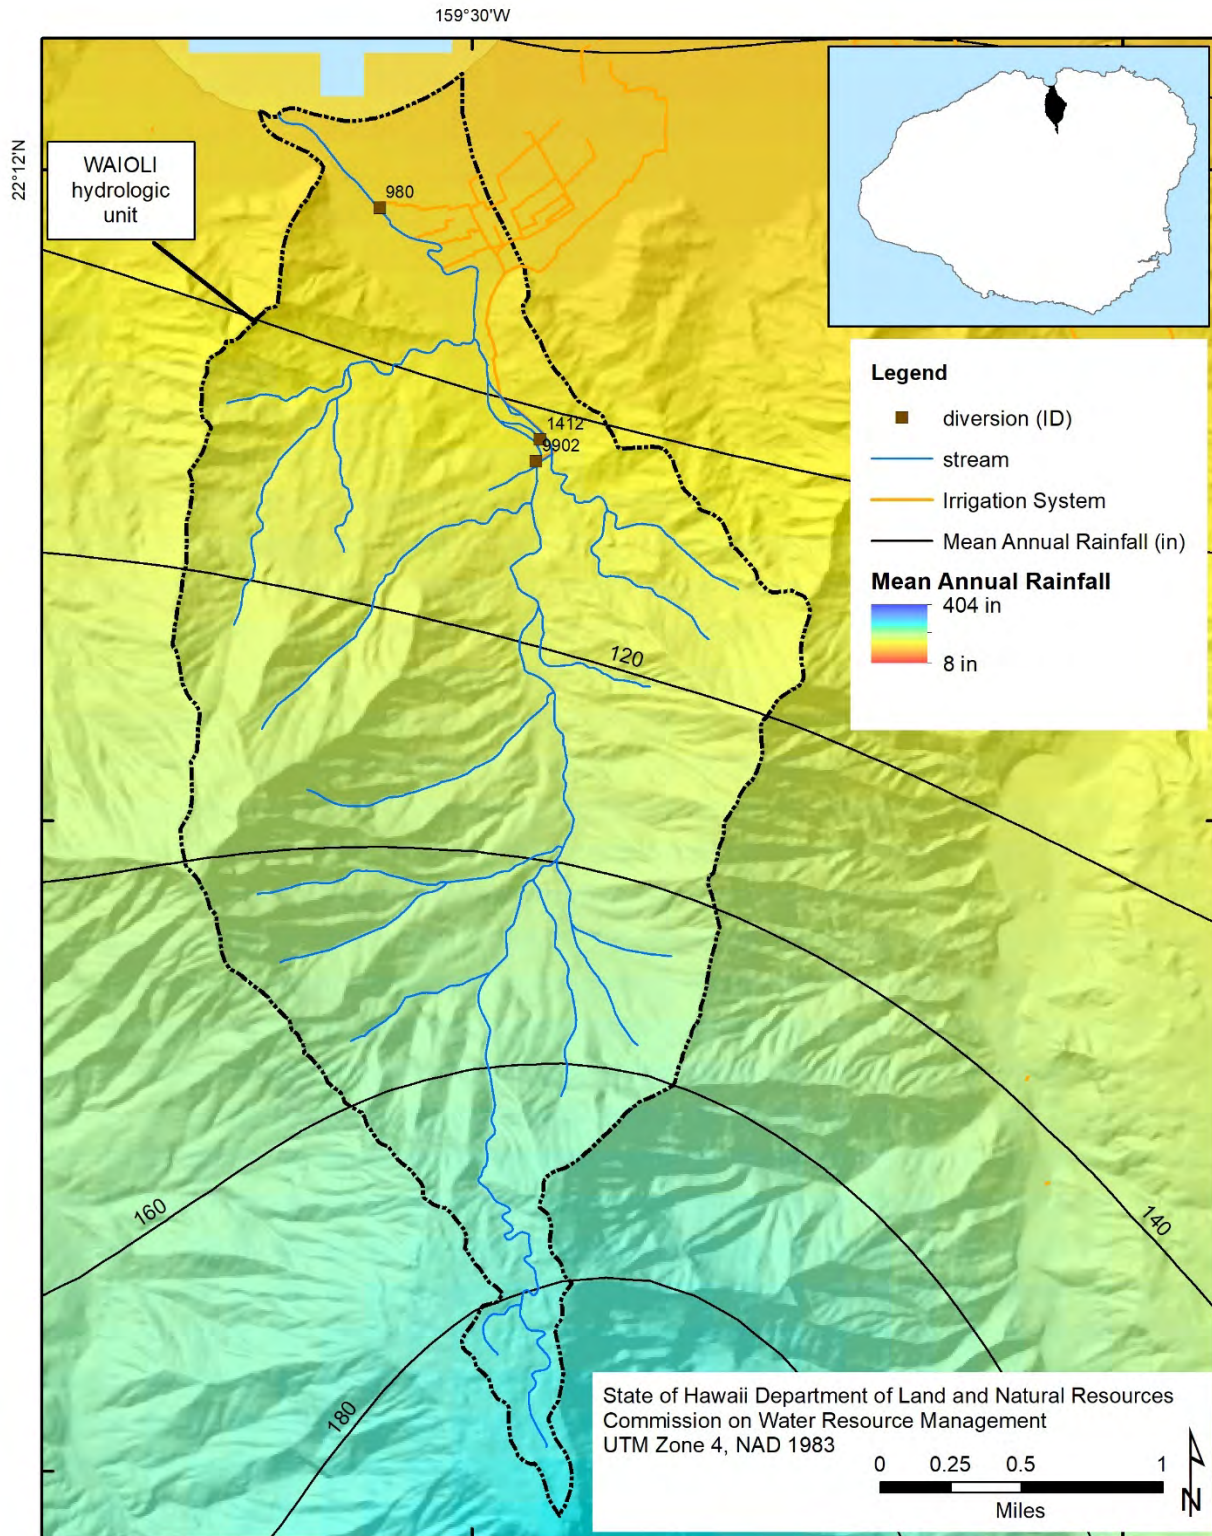 159°30'W
22°12'N
WAIOLI
hydrologic
unit
980
1412
9902
120
160
140
180
Legend
diversion (ID)
stream
Irrigation System
Mean Annual Rainfall (in)
Mean Annual Rainfall
404 in
8 in
State of Hawaii Department of Land and Natural Resources
Commission on Water Resource Management
UTM Zone 4, NAD 1983
0 0.25 0.5 1
Miles
N